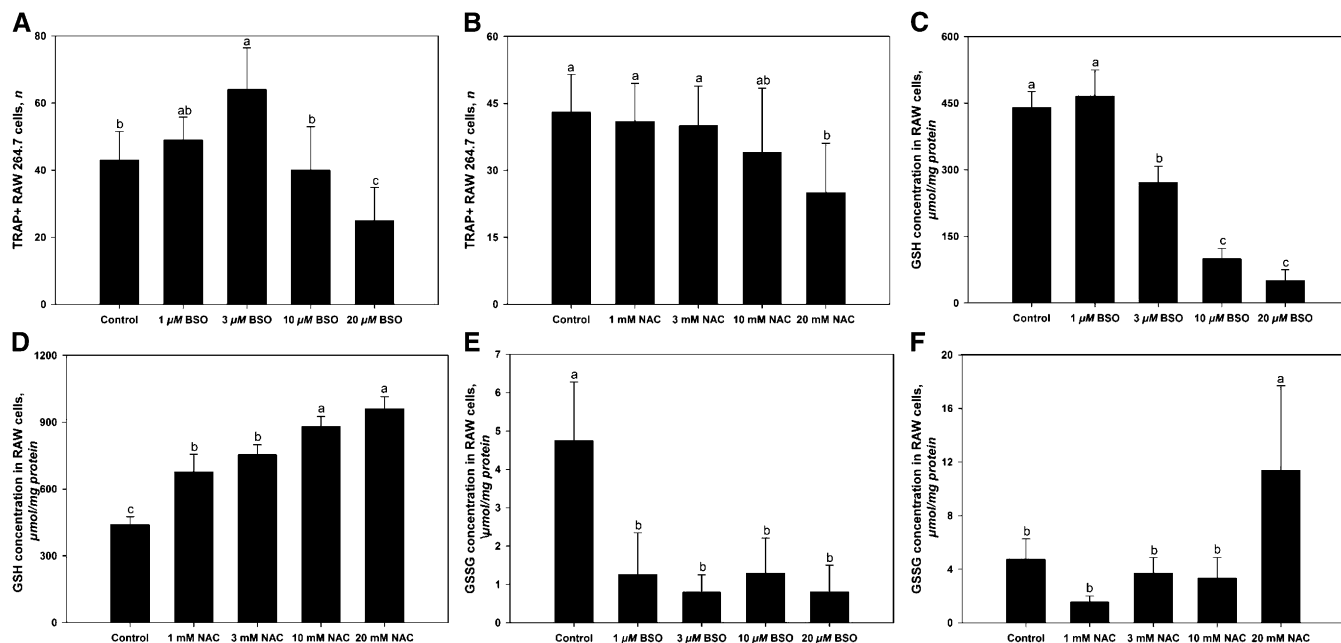 A
TRAP+ RAW 264.7 cells, n
80
60
40
20
0
b
ab
a
b
c
Control
1 µM BSO
3 µM BSO
10 µM BSO
20 µM BSO
B
TRAP+ RAW 264.7 cells, n
60
45
30
15
0
a
a
a
ab
b
Control
1 mM NAC
3 mM NAC
10 mM NAC
20 mM NAC
C
GSH concentration in RAW cells,
µmol/mg protein
600
450
300
150
0
a
a
b
c
c
Control
1 µM BSO
3 µM BSO
10 µM BSO
20 µM BSO
D
GSH concentration in RAW cells,
µmol/mg protein
1200
900
600
300
0
c
b
b
a
a
Control
1 mM NAC
3 mM NAC
10 mM NAC
20 mM NAC
E
GSSG concentration in RAW cells,
\µmol/mg protein
7
6
5
4
3
2
1
0
a
b
b
b
b
Control
1 µM BSO
3 µM BSO
10 µM BSO
20 µM BSO
F
GSSG concentration in RAW cells,
µmol/mg protein
20
16
12
8
4
0
b
b
b
b
a
Control
1 mM NAC
3 mM NAC
10 mM NAC
20 mM NAC